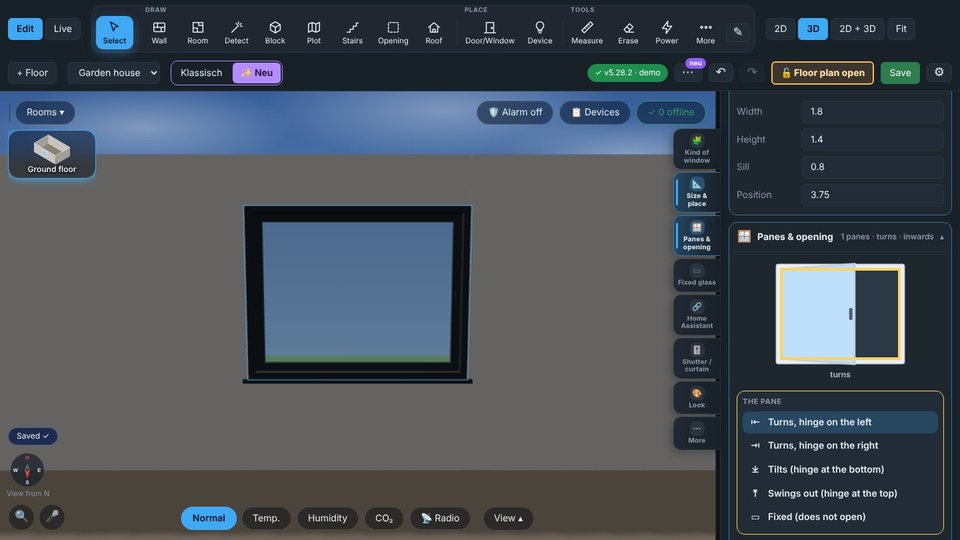 DRAW
PLACE
TOOLS
Edit
Live
Select
Wall
Room
Detect
Block
Plot
Stairs
Opening
Roof
Door/Window
Device
Measure
Erase
Power
More
2D
3D
2D + 3D
Fit
+ Floor
Garden house
Klassisch
✨ Neu
✓ v5.28.2 · demo
neu
Floor plan open
Save
Rooms ▾
Alarm off
Devices
✓ 0 offline
Ground floor
Kind of
window
Size &
place
Panes &
opening
Fixed glass
Home
Assistant
Shutter /
curtain
Look
More
Width
1.8
Height
1.4
Sill
0.8
Position
3.75
Panes & opening
1 panes · turns · inwards
turns
THE PANE
Turns, hinge on the left
Turns, hinge on the right
Tilts (hinge at the bottom)
Swings out (hinge at the top)
Fixed (does not open)
Saved ✓
N
W
E
S
View from N
Normal
Temp.
Humidity
CO₂
Radio
View ▴